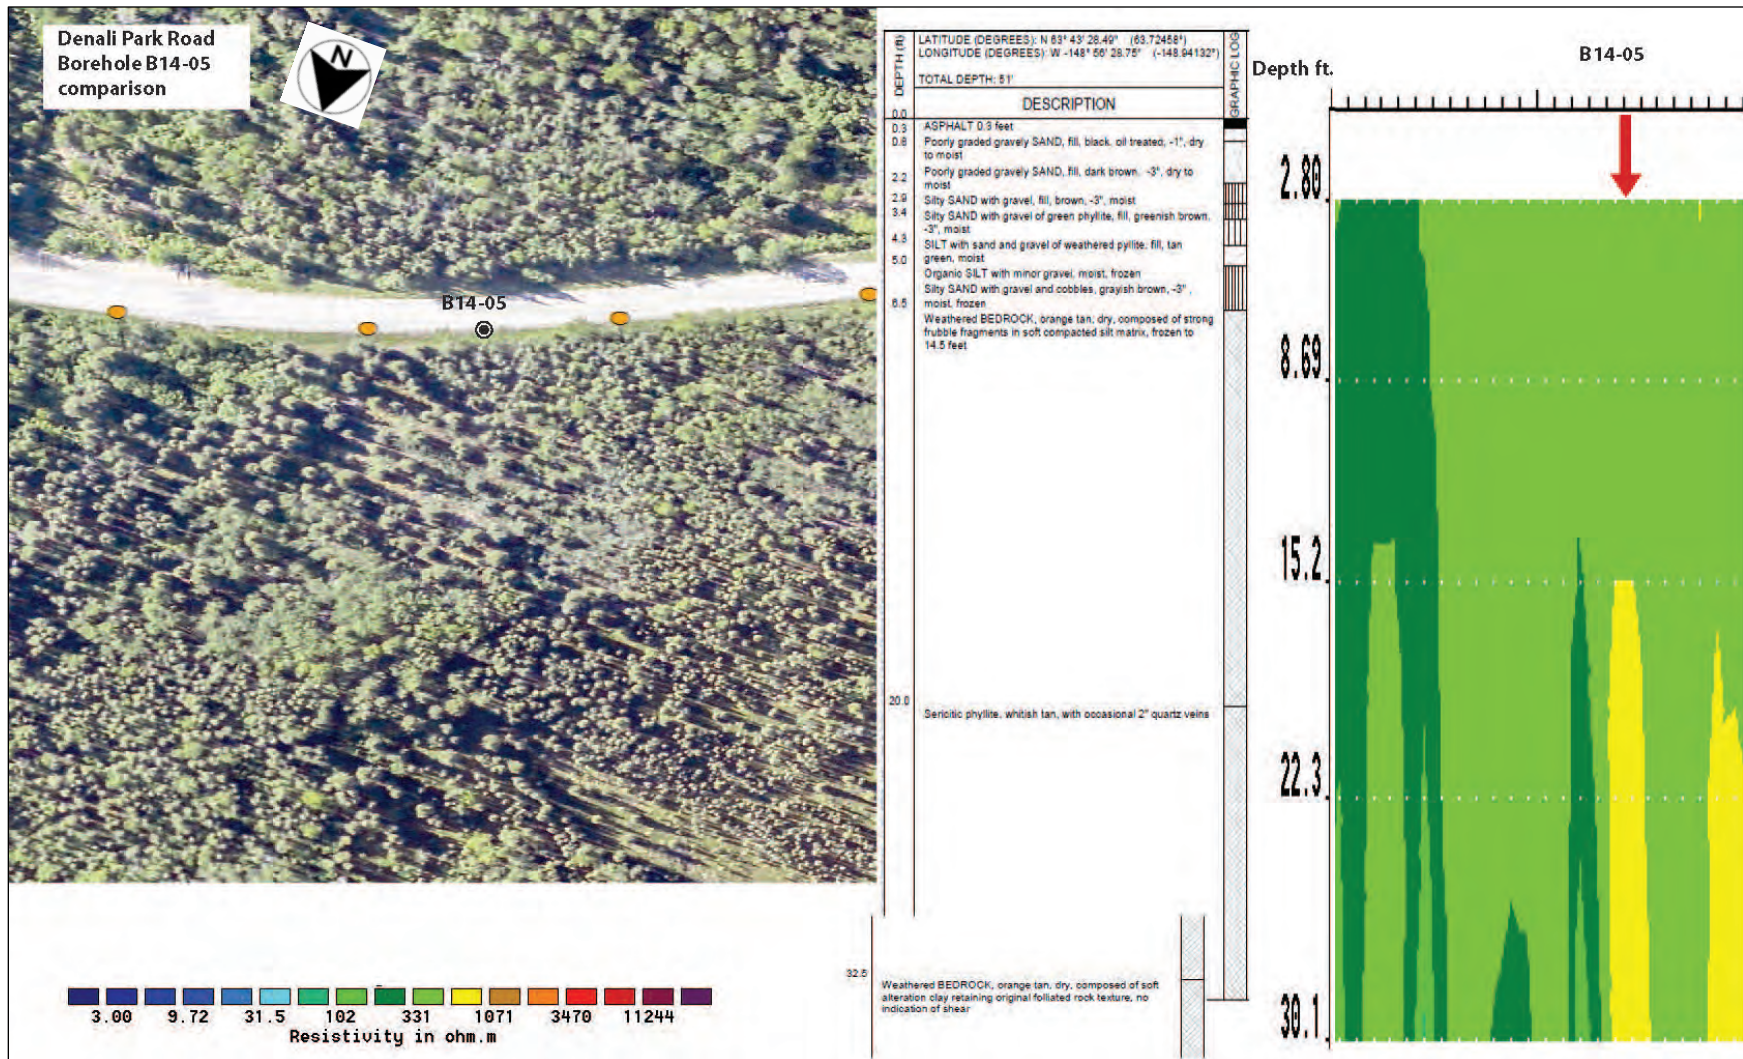 Denali Park Road
Borehole B14-05
comparison
N
B14-05
DEPTH (ft)
LATITUDE (DEGREES): N 63° 43' 28.49" (63.72458°)
LONGITUDE (DEGREES): W -148° 56' 28.75" (-148.94132°)
TOTAL DEPTH: 51'
DESCRIPTION
GRAPHIC LOG
0.0
0.3
ASPHALT 0.3 feet
0.8
Poorly graded gravely SAND, fill, black, oil treated, -1", dry
to moist
2.2
Poorly graded gravely SAND, fill, dark brown, -3", dry to
moist
2.9
Silty SAND with gravel, fill, brown, -3", moist
3.4
Silty SAND with gravel of green phyllite, fill, greenish brown,
-3", moist
4.3
SILT with sand and gravel of weathered pyllite, fill, tan
green, moist
5.0
Organic SILT with minor gravel, moist, frozen
Silty SAND with gravel and cobbles, grayish brown, -3" ,
6.5
moist, frozen
Weathered BEDROCK, orange tan, dry, composed of strong
frubble fragments in soft compacted silt matrix, frozen to
14.5 feet
20.0
Sericitic phyllite, whitish tan, with occasional 2" quartz veins
32.5
Weathered BEDROCK, orange tan, dry, composed of soft
alteration clay retaining original foliated rock texture, no
indication of shear
Depth ft.
B14-05
2.80
8.69
15.2
22.3
30.1
3.00 9.72 31.5 102 331 1071 3470 11244
Resistivity in ohm.m